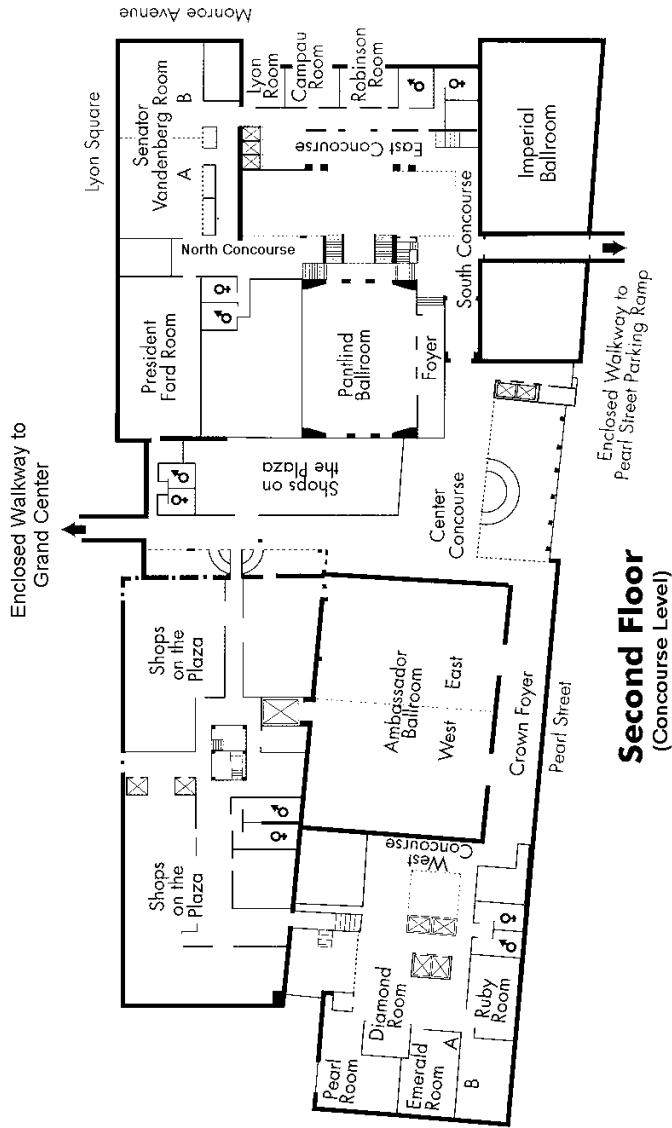 Monroe Avenue
Lyon Square
Senator
Vandenberg Room
A
B
Lyon
Room
Campau
Room
Robinson
Room
East Concourse
Imperial
Ballroom
North Concourse
South Concourse
President
Ford Room
Pantlind
Ballroom
Foyer
Enclosed Walkway to
Pearl Street Parking Ramp
Enclosed Walkway to
Grand Center
Shops on
the Plaza
Center
Concourse
Shops
on the
Plaza
Ambassador
Ballroom
West
East
Crown Foyer
Pearl Street
Shops
on the
Plaza
West
Concourse
Diamond
Room
Pearl
Room
Emerald
Room
A
B
Ruby
Room
Second Floor
(Concourse Level)